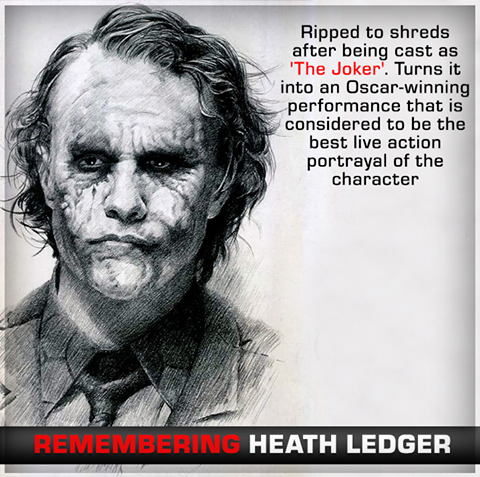 Ripped to shreds
after being cast as
'The Joker'. Turns it
into an Oscar-winning
performance that is
considered to be the
best live action
portrayal of the
character
REMEMBERING HEATH LEDGER